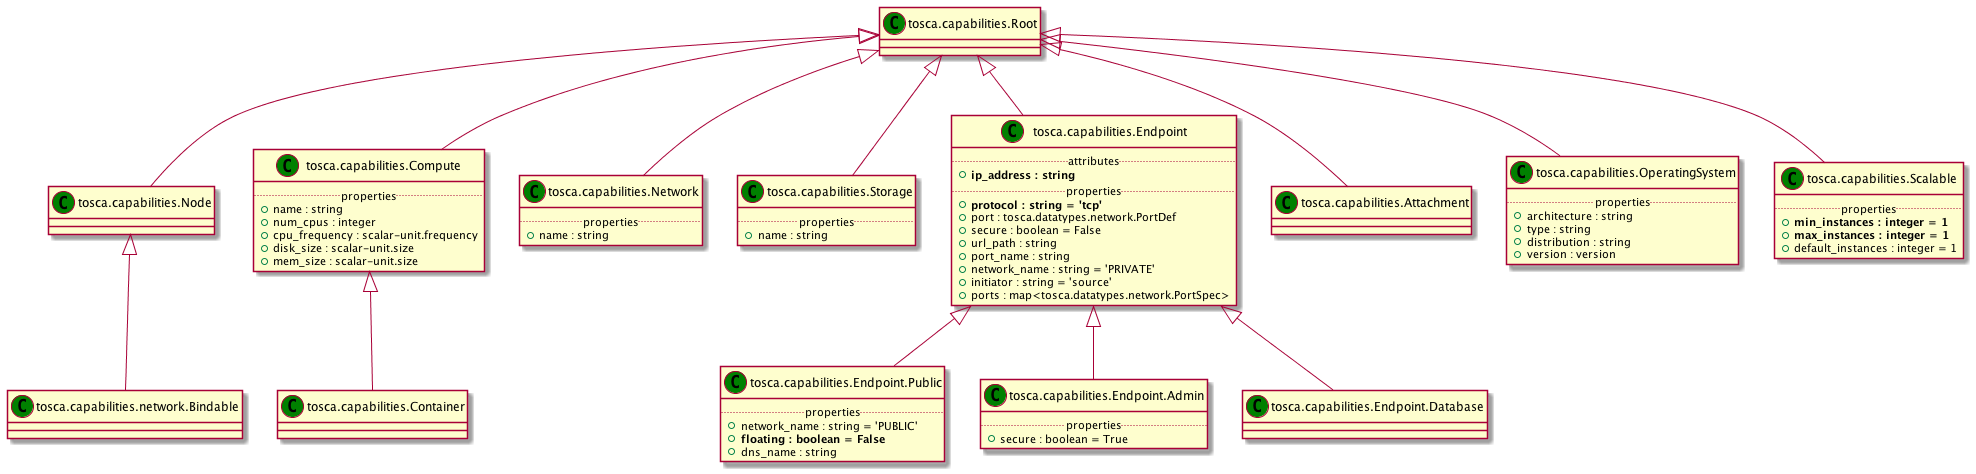 C tosca.capabilities.Root
C tosca.capabilities.Node
C tosca.capabilities.Compute
properties
name : string
num_cpus : integer
cpu_frequency : scalar-unit.frequency
disk_size : scalar-unit.size
mem_size : scalar-unit.size
C tosca.capabilities.Network
properties
name : string
C tosca.capabilities.Storage
properties
name : string
C tosca.capabilities.Endpoint
attributes
ip_address : string
properties
protocol : string = 'tcp'
port : tosca.datatypes.network.PortDef
secure : boolean = False
url_path : string
port_name : string
network_name : string = 'PRIVATE'
initiator : string = 'source'
ports : map<tosca.datatypes.network.PortSpec>
C tosca.capabilities.Attachment
C tosca.capabilities.OperatingSystem
properties
architecture : string
type : string
distribution : string
version : version
C tosca.capabilities.Scalable
properties
min_instances : integer = 1
max_instances : integer = 1
default_instances : integer = 1
C tosca.capabilities.network.Bindable
C tosca.capabilities.Container
C tosca.capabilities.Endpoint.Public
properties
network_name : string = 'PUBLIC'
floating : boolean = False
dns_name : string
C tosca.capabilities.Endpoint.Admin
properties
secure : boolean = True
C tosca.capabilities.Endpoint.Database